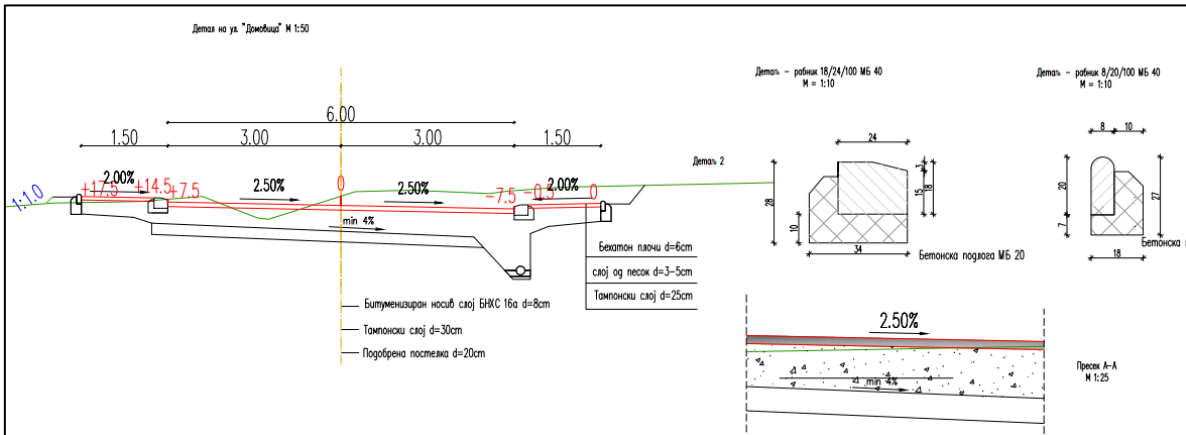 Детал на ул. "Домовица" М 1:50
6.00
1.50 3.00 3.00 1.50
1:1.0
+17.5 2.00% +14.5 +7.5 2.50% 0 2.50% -7.5 -0.5 2.00% 0
min 4%
Бехатон плочи d=6cm
слој од песок d=3-5cm
Тампонски слој d=25cm
Битуменизиран носив слој БНХС 16а d=8cm
Тампонски слој d=30cm
Подобрена постелка d=20cm
Деталь 2
Деталь - рабник 18/24/100 МБ 40
М = 1:10
24
28
10
3
15
18
34
Бетонска подлога МБ 20
Деталь - рабник 8/20/100 МБ 40
М = 1:10
8 10
20
7
27
18
Бетонска
2.50%
min 4%
Пресек А-А
М 1:25